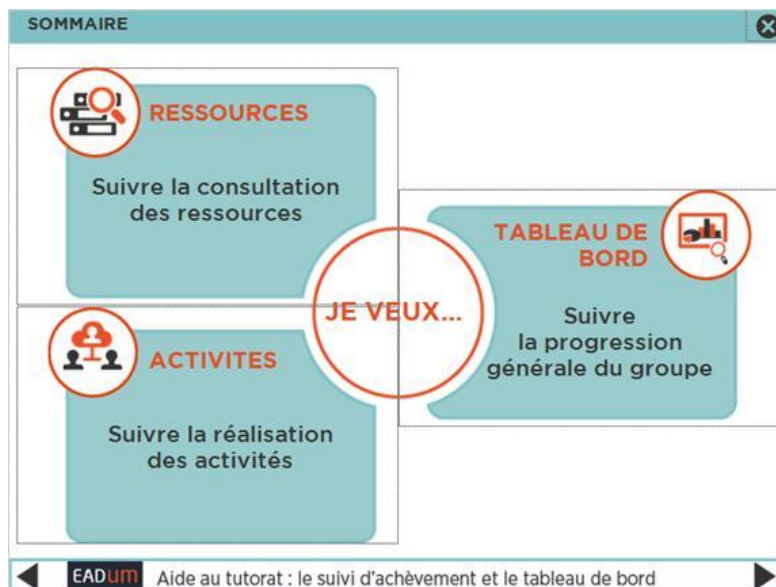 SOMMAIRE
RESSOURCES
Suivre la consultation
des ressources
JE VEUX...
TABLEAU DE
BORD
Suivre
la progression
générale du groupe
ACTIVITES
Suivre la réalisation
des activités
EADum
Aide au tutorat : le suivi d'achèvement et le tableau de bord